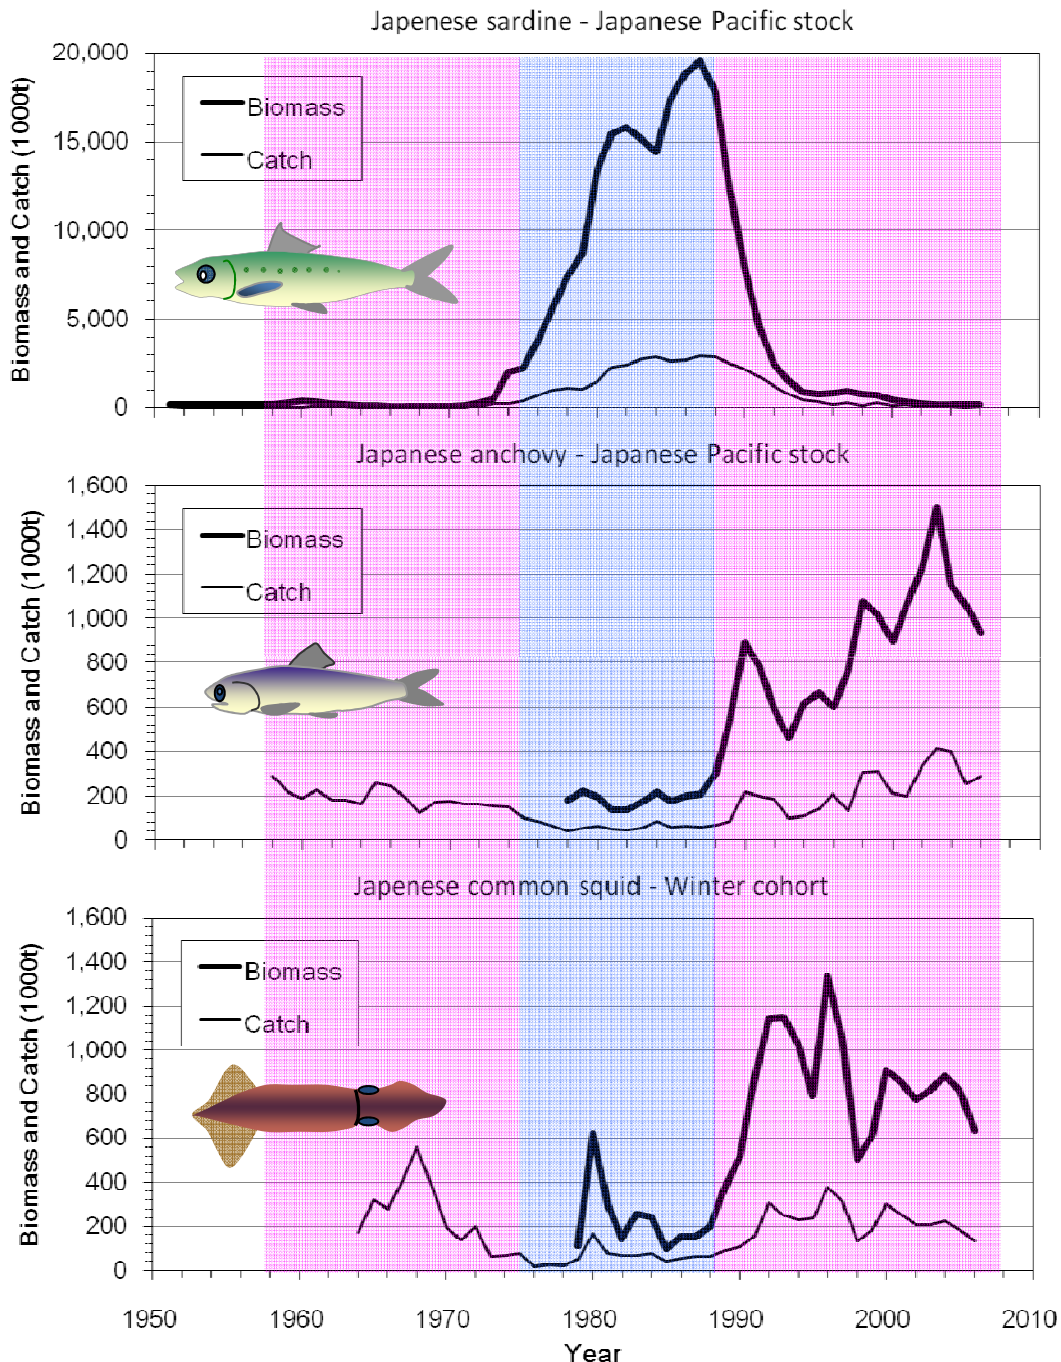 Japenese sardine - Japanese Pacific stock
20,000
15,000
10,000
5,000
0
Biomass and Catch (1000t)
Biomass
Catch
Japanese anchovy - Japanese Pacific stock
1,600
1,400
1,200
1,000
800
600
400
200
0
Biomass and Catch (1000t)
Biomass
Catch
Japenese common squid - Winter cohort
1,600
1,400
1,200
1,000
800
600
400
200
0
Biomass and Catch (1000t)
Biomass
Catch
1950 1960 1970 1980 1990 2000 2010
Year